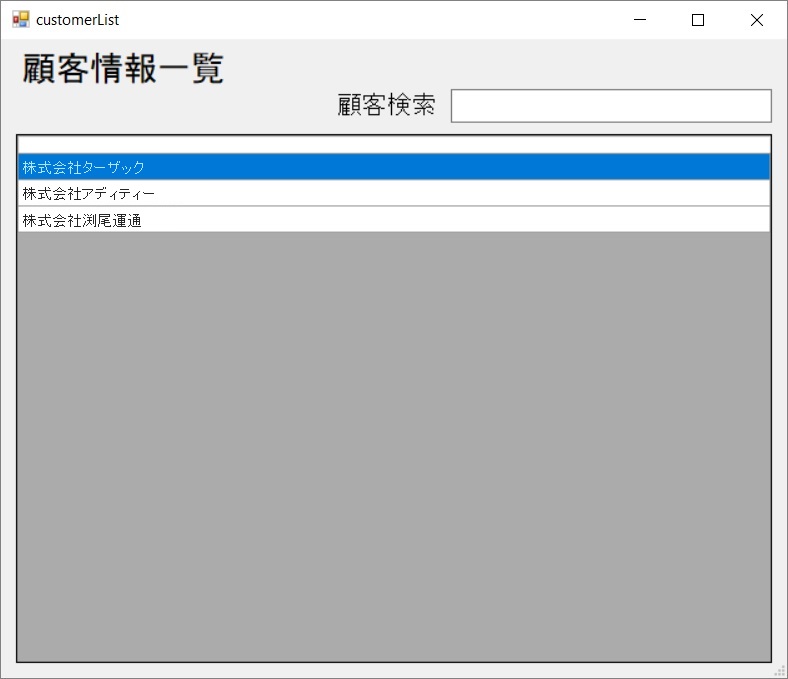 customerList
顧客情報一覧
顧客検索
株式会社ターザック
株式会社アディティー
株式会社渕尾運通